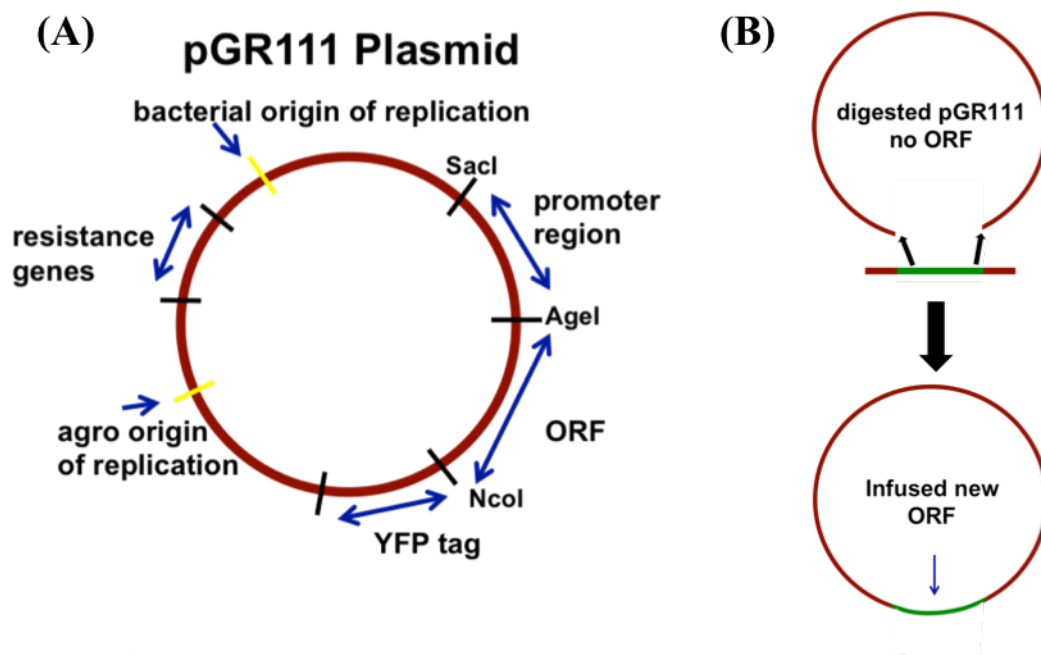 (A)
pGR111 Plasmid
bacterial origin of replication
SacI
promoter
region
resistance
genes
AgeI
ORF
agro origin
of replication
NcoI
YFP tag
(B)
digested pGR111
no ORF
Infused new
ORF